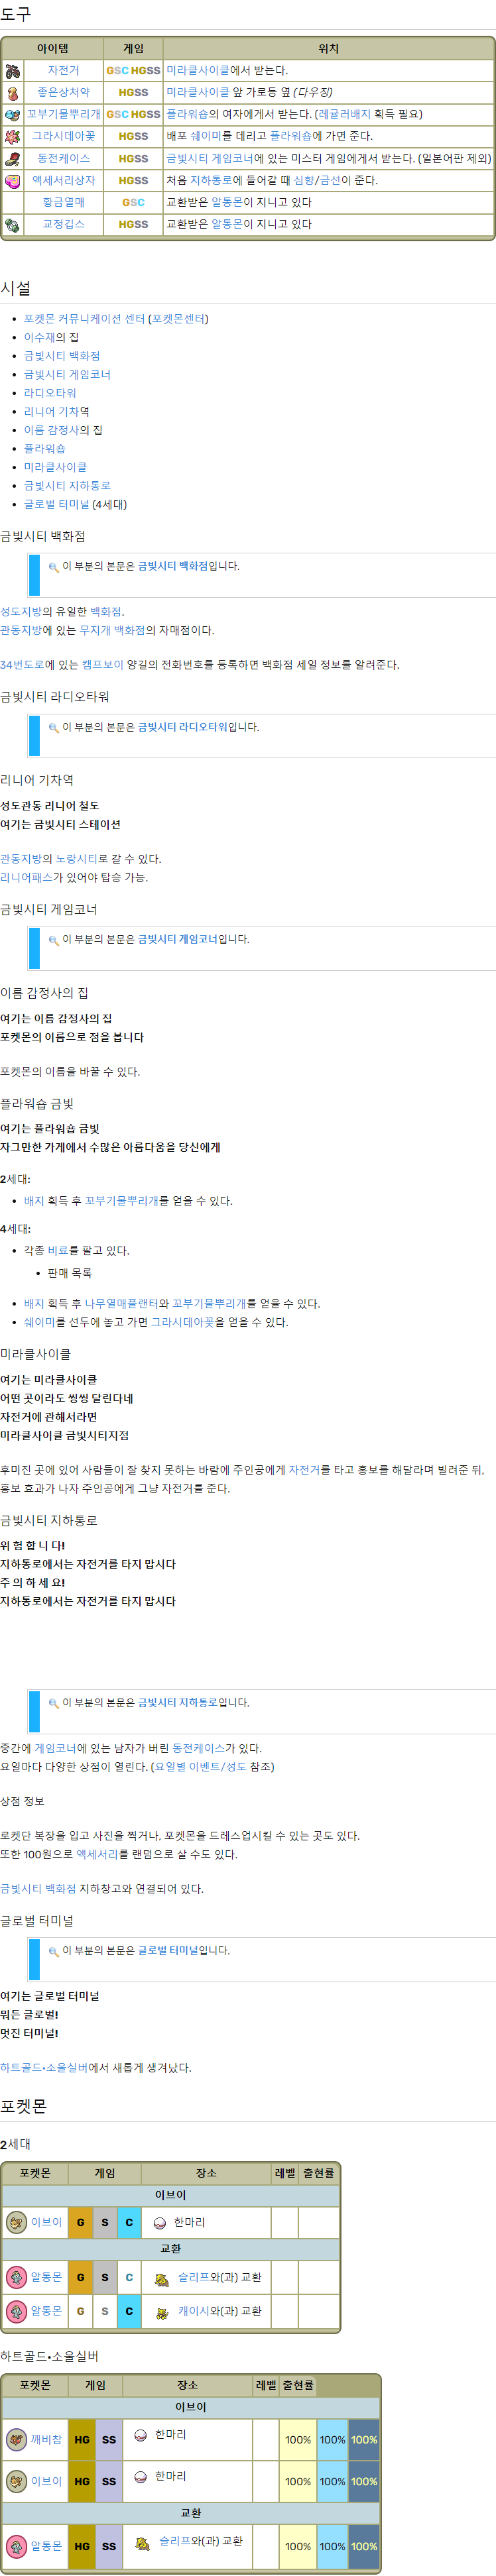 도구
아이템 게임 위치
자전거 GSC HGSS 미라클사이클에서 받는다.
좋은상처약 HGSS 미라클사이클 앞 가로등 옆 (다우징)
꼬부기물뿌리개 GSC HGSS 플라워숍의 여자에게서 받는다. (레귤러배지 획득 필요)
그라시데아꽃 HGSS 배포 쉐이미를 데리고 플라워숍에 가면 준다.
동전케이스 HGSS 금빛시티 게임코너에 있는 미스터 게임에게서 받는다. (일본어판 제외)
액세서리상자 HGSS 처음 지하통로에 들어갈 때 심향/금선이 준다.
황금열매 GSC 교환받은 알통몬이 지니고 있다
교정깁스 HGSS 교환받은 알통몬이 지니고 있다
시설
포켓몬 커뮤니케이션 센터 (포켓몬센터)
이수재의 집
금빛시티 백화점
금빛시티 게임코너
라디오타워
리니어 기차역
이름 감정사의 집
플라워숍
미라클사이클
금빛시티 지하통로
글로벌 터미널 (4세대)
금빛시티 백화점
이 부분의 본문은 금빛시티 백화점입니다.
성도지방의 유일한 백화점.
관동지방에 있는 무지개 백화점의 자매점이다.
34번도로에 있는 캠프보이 양길의 전화번호를 등록하면 백화점 세일 정보를 알려준다.
금빛시티 라디오타워
이 부분의 본문은 금빛시티 라디오타워입니다.
리니어 기차역
성도관동 리니어 철도
여기는 금빛시티 스테이션
관동지방의 노랑시티로 갈 수 있다.
리니어패스가 있어야 탑승 가능.
금빛시티 게임코너
이 부분의 본문은 금빛시티 게임코너입니다.
이름 감정사의 집
여기는 이름 감정사의 집
포켓몬의 이름으로 점을 봅니다
포켓몬의 이름을 바꿀 수 있다.
플라워숍 금빛
여기는 플라워숍 금빛
자그만한 가게에서 수많은 아름다움을 당신에게
2세대:
배지 획득 후 꼬부기물뿌리개를 얻을 수 있다.
4세대:
각종 비료를 팔고 있다.
판매 목록
배지 획득 후 나무열매플랜터와 꼬부기물뿌리개를 얻을 수 있다.
쉐이미를 선두에 놓고 가면 그라시데아꽃을 얻을 수 있다.
미라클사이클
여기는 미라클사이클
어떤 곳이라도 씽씽 달린다네
자전거에 관해서라면
미라클사이클 금빛시티지점
후미진 곳에 있어 사람들이 잘 찾지 못하는 바람에 주인공에게 자전거를 타고 홍보를 해달라며 빌려준 뒤,
홍보 효과가 나자 주인공에게 그냥 자전거를 준다.
금빛시티 지하통로
위 험 합 니 다!
지하통로에서는 자전거를 타지 맙시다
주 의 하 세 요!
지하통로에서는 자전거를 타지 맙시다
이 부분의 본문은 금빛시티 지하통로입니다.
중간에 게임코너에 있는 남자가 버린 동전케이스가 있다.
요일마다 다양한 상점이 열린다. (요일별 이벤트/성도 참조)
상점 정보
로켓단 복장을 입고 사진을 찍거나, 포켓몬을 드레스업시킬 수 있는 곳도 있다.
또한 100원으로 액세서리를 랜덤으로 살 수도 있다.
금빛시티 백화점 지하창고와 연결되어 있다.
글로벌 터미널
이 부분의 본문은 글로벌 터미널입니다.
여기는 글로벌 터미널
뭐든 글로벌!
멋진 터미널!
하트골드•소울실버에서 새롭게 생겨났다.
포켓몬
2세대
포켓몬 게임 장소 레벨 출현률
이브이
이브이 G S C 한마리
교환
알통몬 G S C 슬리프와(과) 교환
알통몬 G S C 캐이시와(과) 교환
하트골드•소울실버
포켓몬 게임 장소 레벨 출현률
이브이
깨비참 HG SS 한마리 100% 100% 100%
이브이 HG SS 한마리 100% 100% 100%
교환
알통몬 HG SS 슬리프와(과) 교환 100% 100% 100%